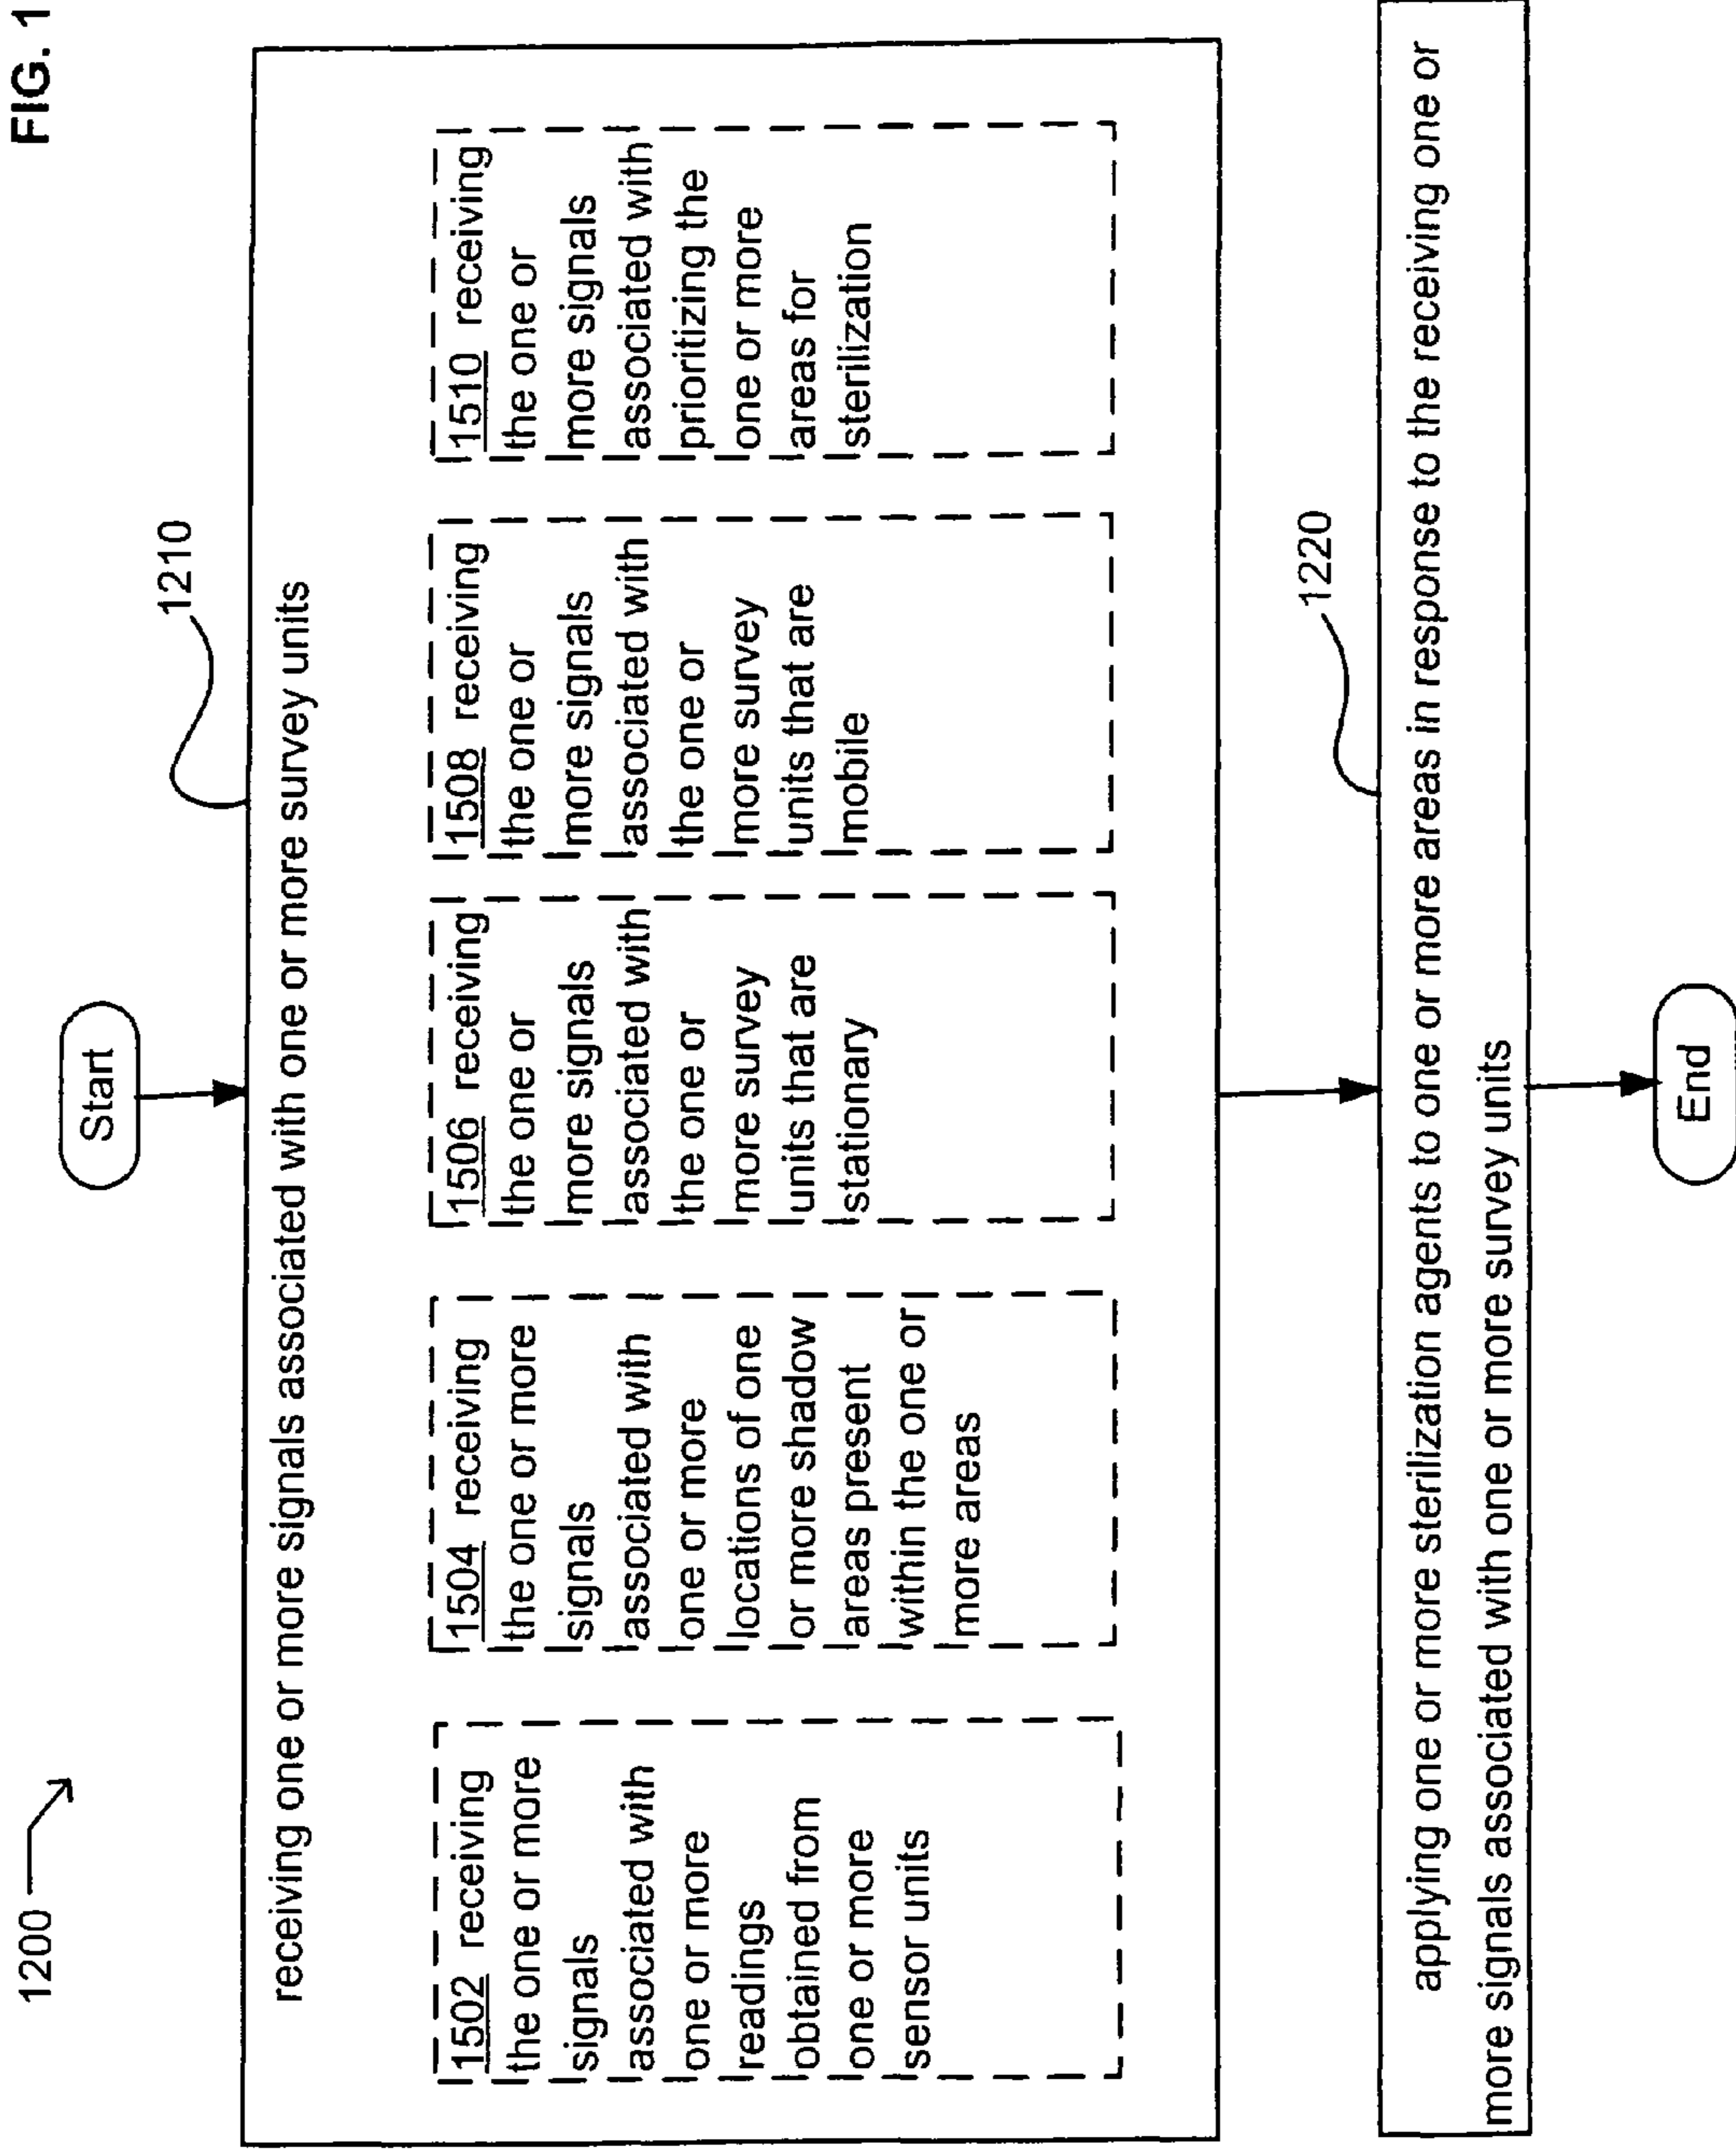 FIG. 1
1200
Start
1210
receiving one or more signals associated with one or more survey units
1502 receiving
the one or more
signals
associated with
one or more
readings
obtained from
one or more
sensor units
1504 receiving
the one or more
signals
associated with
one or more
locations of one
or more shadow
areas present
within the one or
more areas
1506 receiving
the one or
more signals
associated with
the one or
more survey
units that are
stationary
1508 receiving
the one or
more signals
associated with
the one or
more survey
units that are
mobile
1510 receiving
the one or
more signals
associated with
prioritizing the
one or more
areas for
sterilization
1220
applying one or more sterilization agents to one or more areas in response to the receiving one or
more signals associated with one or more survey units
End